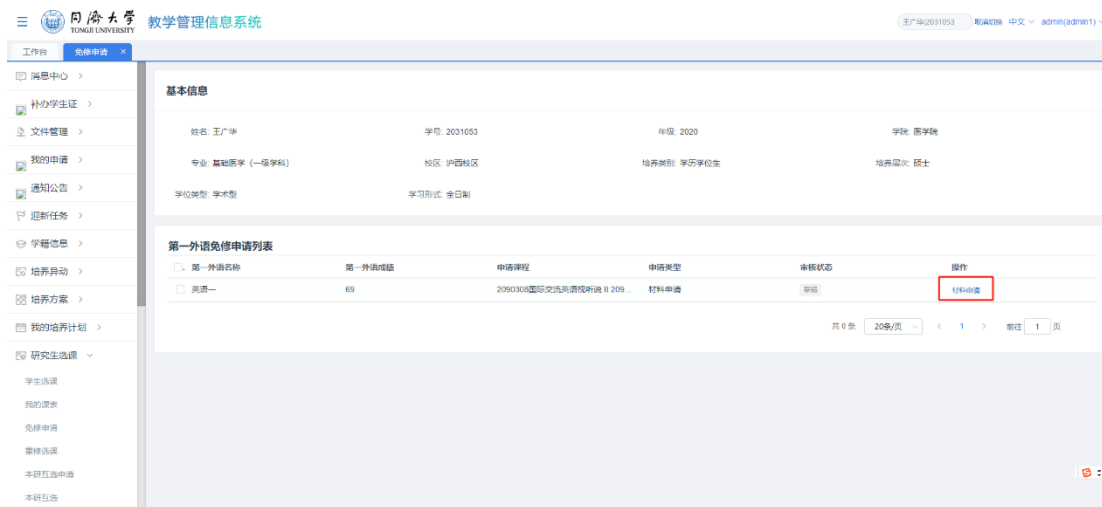 同濟大学 教学管理信息系统 王广华(2031053 取消切换 中文 admin(admin1)
TONGJI UNIVERSITY
工作台 免修申请 ×
消息中心
补办学生证
文件管理
我的申请
通知公告
迎新任务
学籍信息
培养异动
培养方案
我的培养计划
研究生选课
学生选课
我的课表
免修申请
重修选课
本研互选申请
本研互选
基本信息
姓名: 王广华 学号: 2031053 年级: 2020 学院: 医学院
专业: 基础医学（一级学科） 校区: 沪西校区 培养类别: 学历学位生 培养层次: 硕士
学位类型: 学术型 学习形式: 全日制
第一外语免修申请列表
第一外语名称 第一外语成绩 申请课程 申请类型 审核状态 操作
英语一 69 2090308国际交流英语视听说 II 209... 材料申请 草稿 材料申请
共 0 条 20条/页 < 1 > 前往 1 页